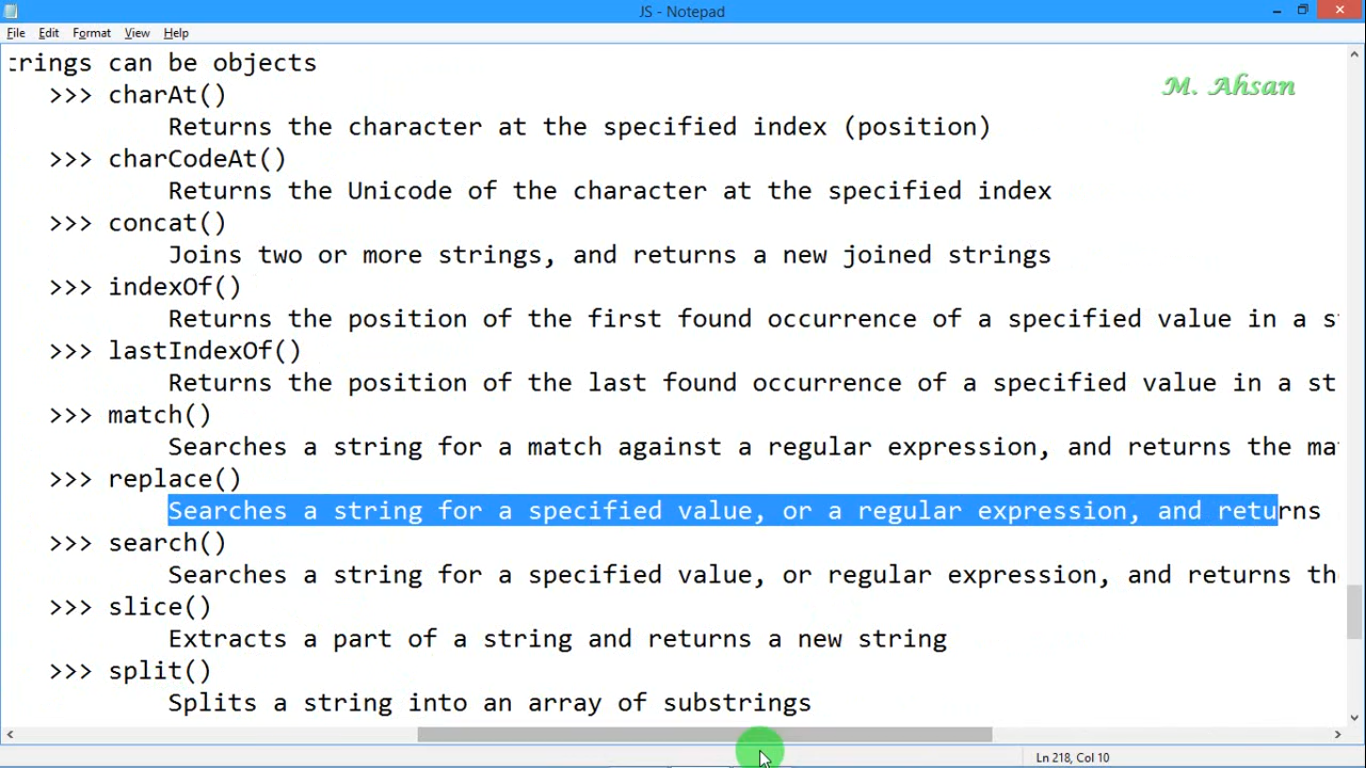 JS - Notepad
File Edit Format View Help
trings can be objects
M. Ahsan
>>> charAt()
Returns the character at the specified index (position)
>>> charCodeAt()
Returns the Unicode of the character at the specified index
>>> concat()
Joins two or more strings, and returns a new joined strings
>>> indexOf()
Returns the position of the first found occurrence of a specified value in a s
>>> lastIndexOf()
Returns the position of the last found occurrence of a specified value in a st
>>> match()
Searches a string for a match against a regular expression, and returns the ma
>>> replace()
Searches a string for a specified value, or a regular expression, and returns
>>> search()
Searches a string for a specified value, or regular expression, and returns th
>>> slice()
Extracts a part of a string and returns a new string
>>> split()
Splits a string into an array of substrings
Ln 218, Col 10